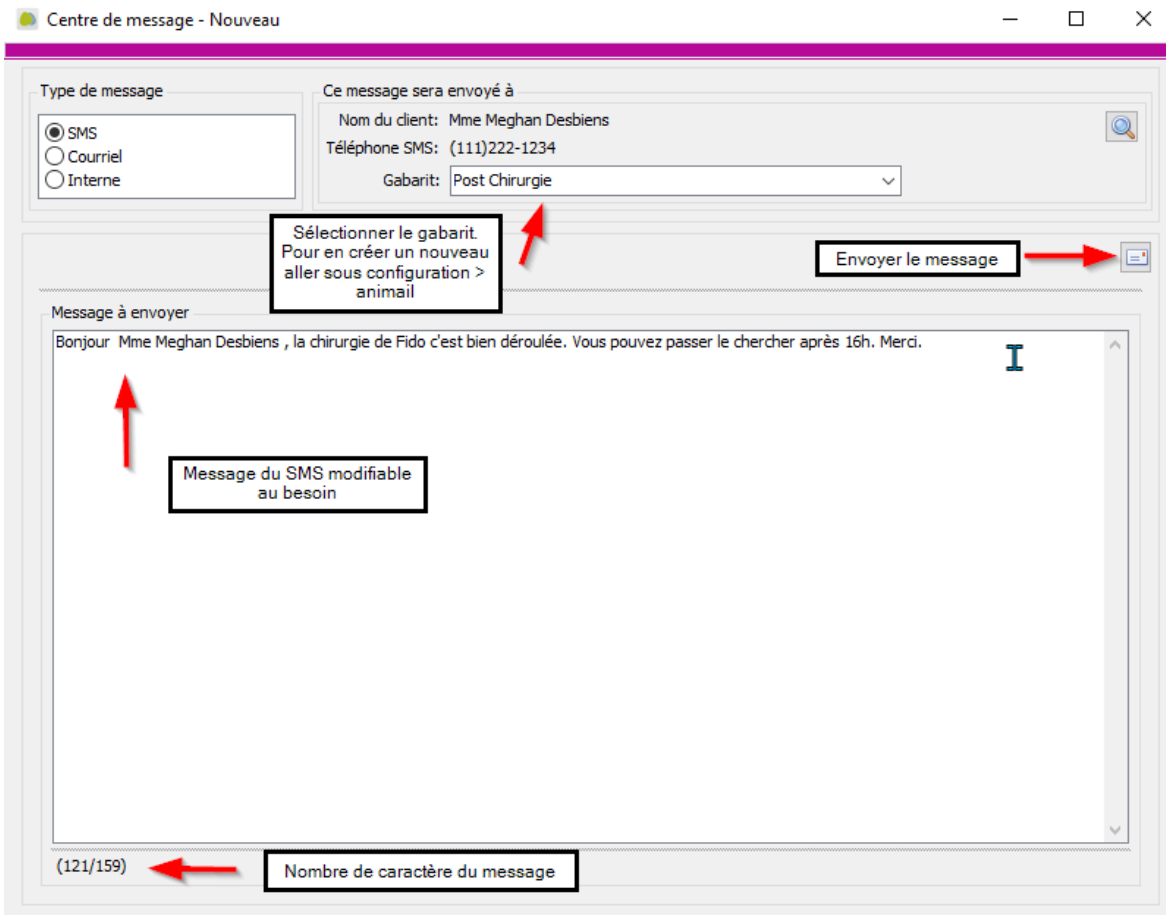 Centre de message - Nouveau
Type de message
SMS
Courriel
Interne
Ce message sera envoyé à
Nom du client: Mme Meghan Desbiens
Téléphone SMS: (111)222-1234
Gabarit: Post Chirurgie
Sélectionner le gabarit.
Pour en créer un nouveau
aller sous configuration >
animail
Envoyer le message
Message à envoyer
Bonjour  Mme Meghan Desbiens , la chirurgie de Fido c'est bien déroulée. Vous pouvez passer le chercher après 16h. Merci.
Message du SMS modifiable
au besoin
(121/159)
Nombre de caractère du message